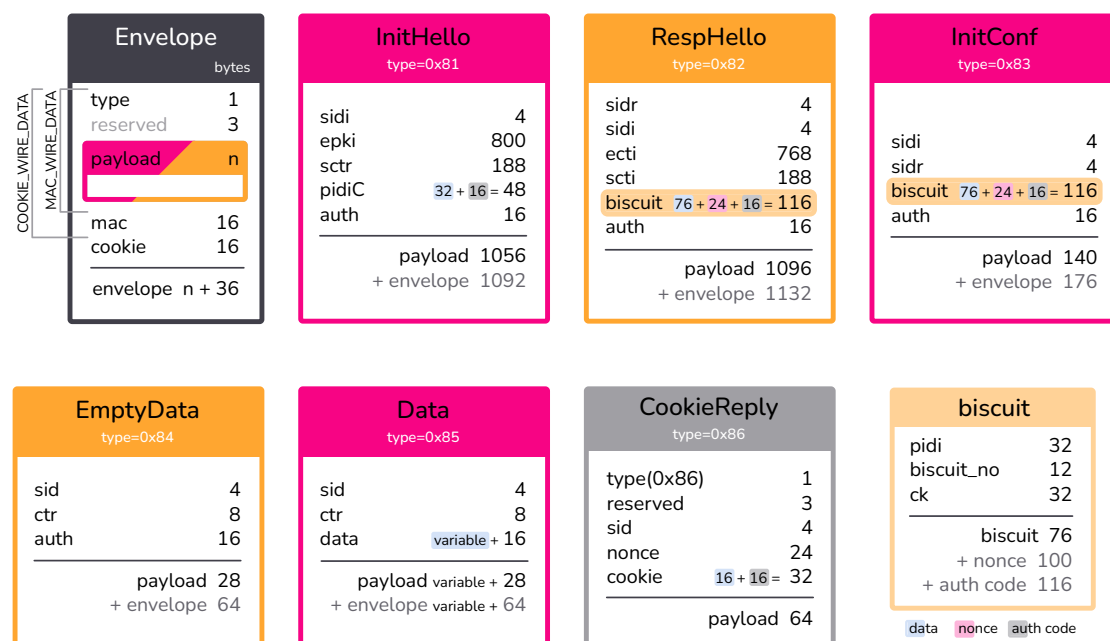 Envelope
bytes
COOKIE_WIRE_DATA
MAC_WIRE_DATA
type 1
reserved 3
payload n
mac 16
cookie 16
envelope n + 36
InitHello
type=0x81
sidi 4
epki 800
sctr 188
pidiC 32 + 16 = 48
auth 16
payload 1056
+ envelope 1092
RespHello
type=0x82
sidr 4
sidi 4
ecti 768
scti 188
biscuit 76 + 24 + 16 = 116
auth 16
payload 1096
+ envelope 1132
InitConf
type=0x83
sidi 4
sidr 4
biscuit 76 + 24 + 16 = 116
auth 16
payload 140
+ envelope 176
EmptyData
type=0x84
sid 4
ctr 8
auth 16
payload 28
+ envelope 64
Data
type=0x85
sid 4
ctr 8
data variable + 16
payload variable + 28
+ envelope variable + 64
CookieReply
type=0x86
type(0x86) 1
reserved 3
sid 4
nonce 24
cookie 16 + 16 = 32
payload 64
biscuit
pidi 32
biscuit_no 12
ck 32
biscuit 76
+ nonce 100
+ auth code 116
data nonce auth code